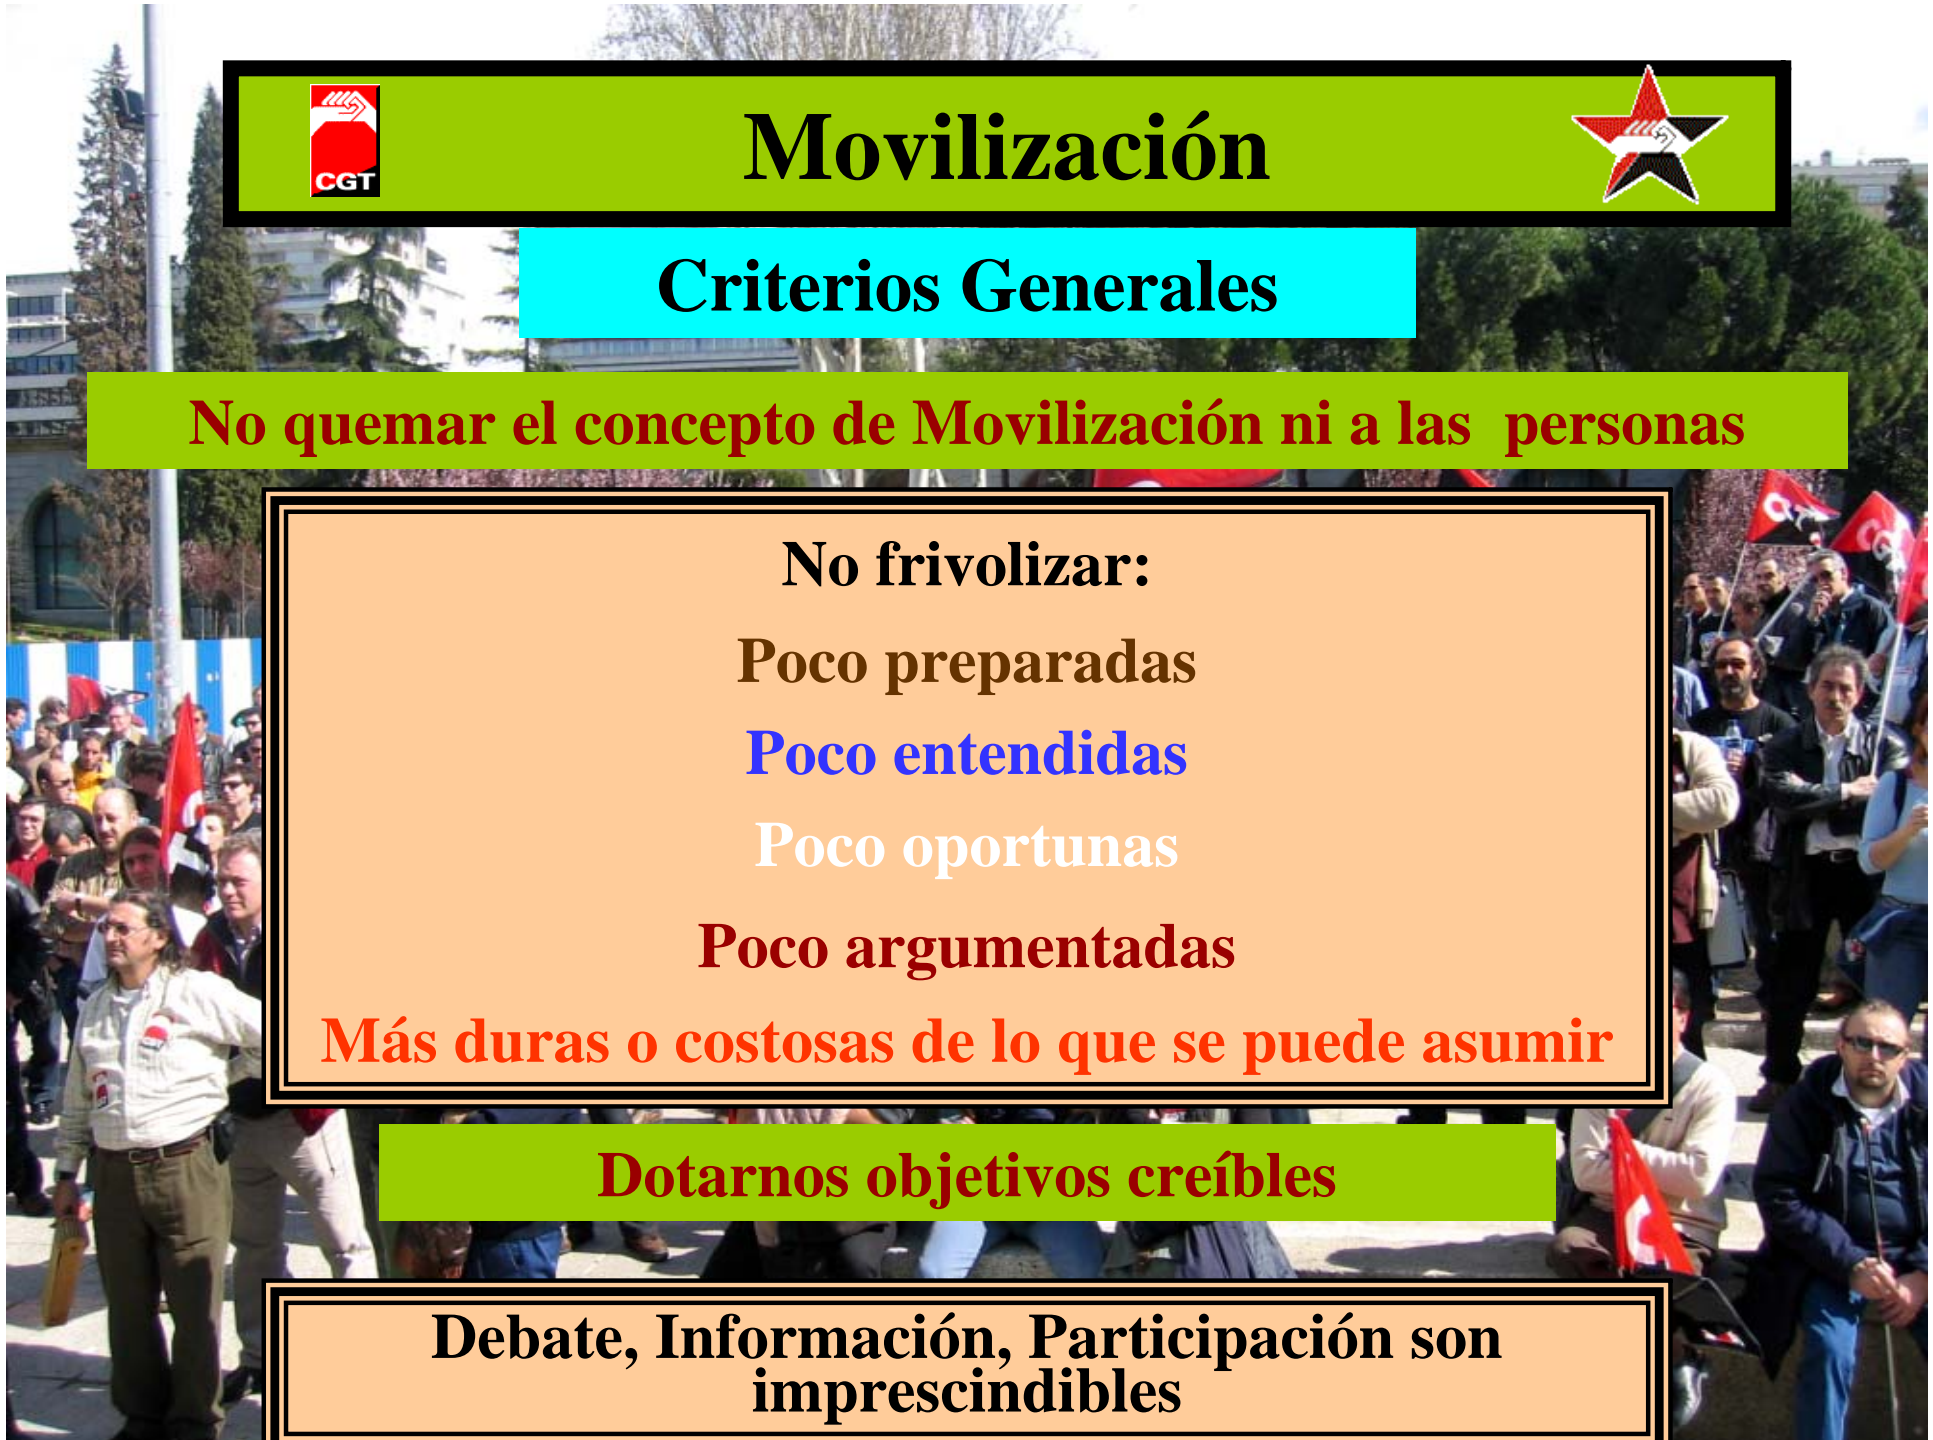 CGT
Movilización
Criterios Generales
No quemar el concepto de Movilización ni a las personas
No frivolizar:
Poco preparadas
Poco entendidas
Poco oportunas
Poco argumentadas
Más duras o costosas de lo que se puede asumir
Dotarnos objetivos creíbles
Debate, Información, Participación son
imprescindibles